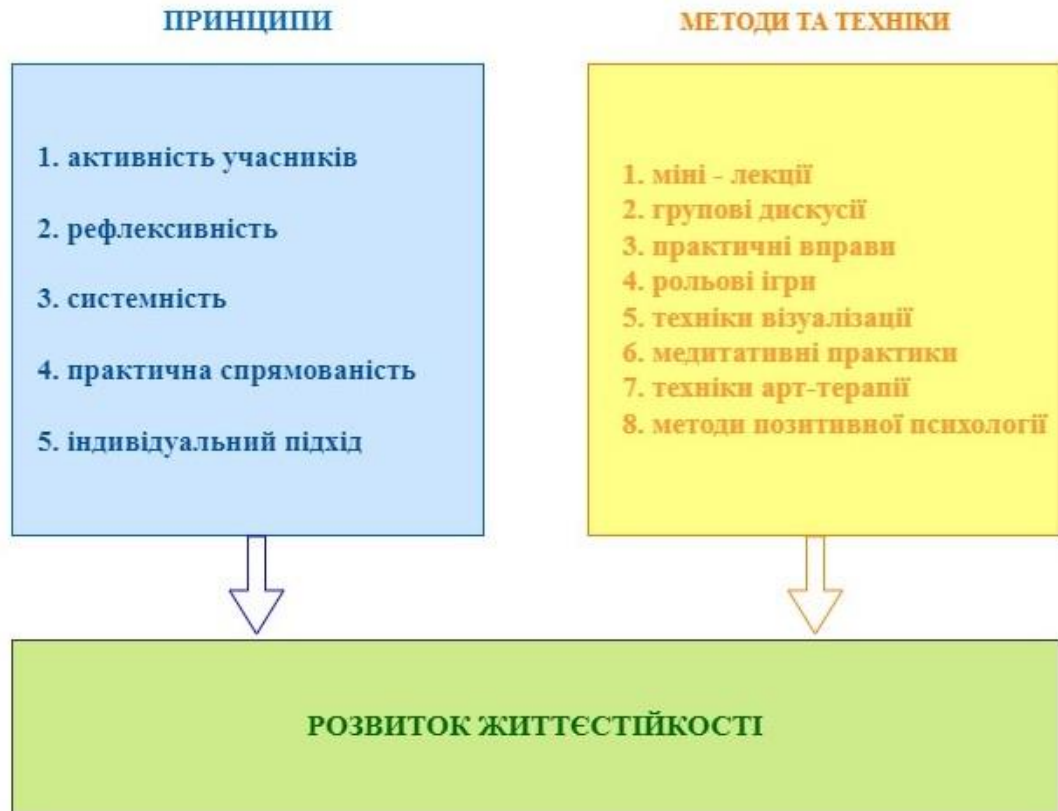 ПРИНЦИПИ
1. активність учасників
2. рефлексивність
3. системність
4. практична спрямованість
5. індивідуальний підхід
МЕТОДИ ТА ТЕХНІКИ
1. міні - лекції
2. групові дискусії
3. практичні вправи
4. рольові ігри
5. техніки візуалізації
6. медитативні практики
7. техніки арт-терапії
8. методи позитивної психології
РОЗВИТОК ЖИТТЄСТІЙКОСТІ